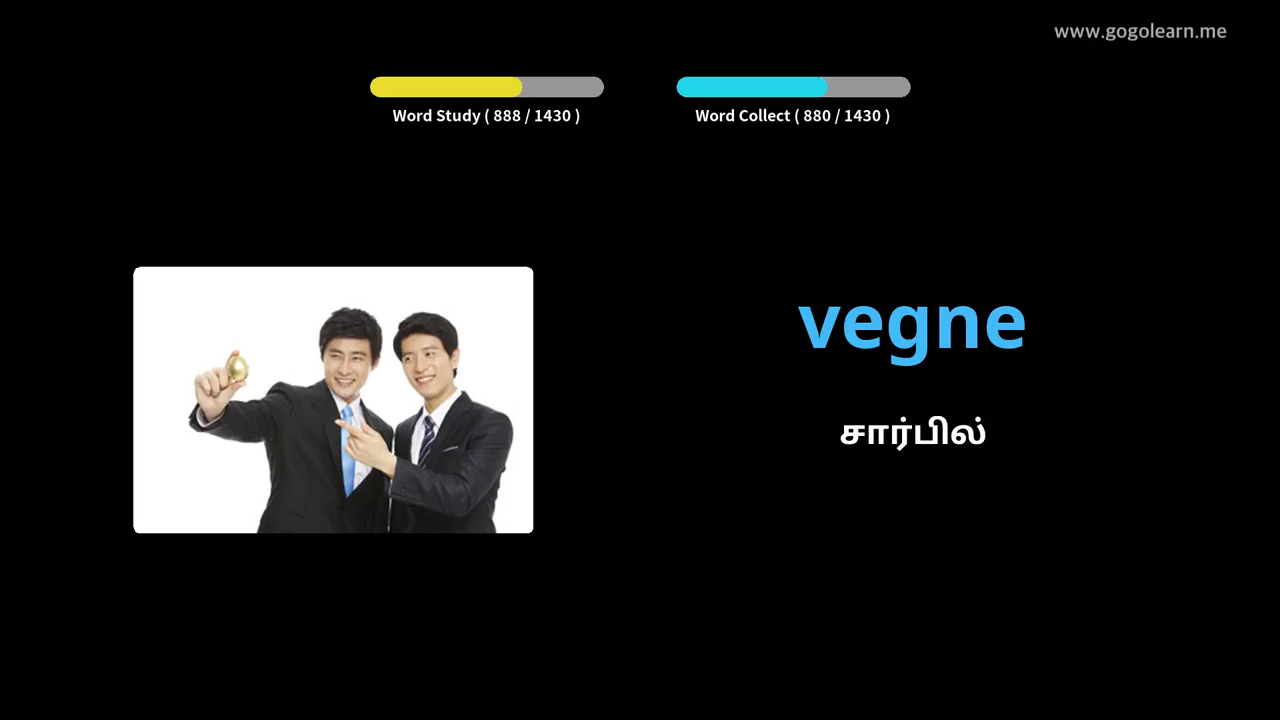 www.gogolearn.me
Word Study ( 888 / 1430 )
Word Collect ( 880 / 1430 )
vegne
சார்பில்